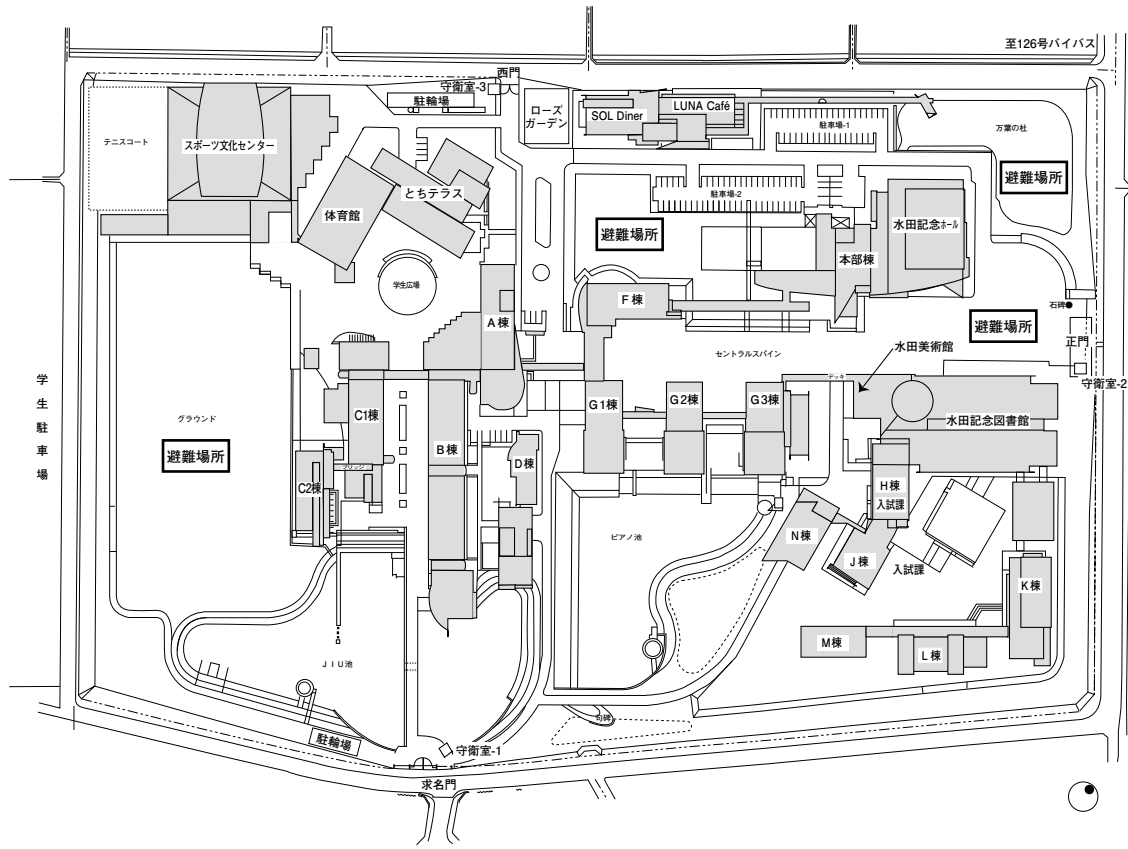 至126号バイパス
西門
守衛室-3
駐輪場
ローズ
ガーデン
SOL Diner
LUNA Café
駐車場-1
万葉の杜
テニスコート
スポーツ文化センター
避難場所
とちテラス
駐車場-2
体育館
避難場所
水田記念ホール
本部棟
学生広場
F棟
石碑
A棟
避難場所
正門
水田美術館
セントラルスパイン
デッキ
守衛室-2
学生駐車場
グラウンド
C1棟
G1棟
G2棟
G3棟
水田記念図書館
避難場所
B棟
D棟
ブリッジ
C2棟
H棟
入試課
ピアノ池
N棟
J棟
入試課
K棟
M棟
L棟
JIU池
句碑
駐輪場
守衛室-1
求名門